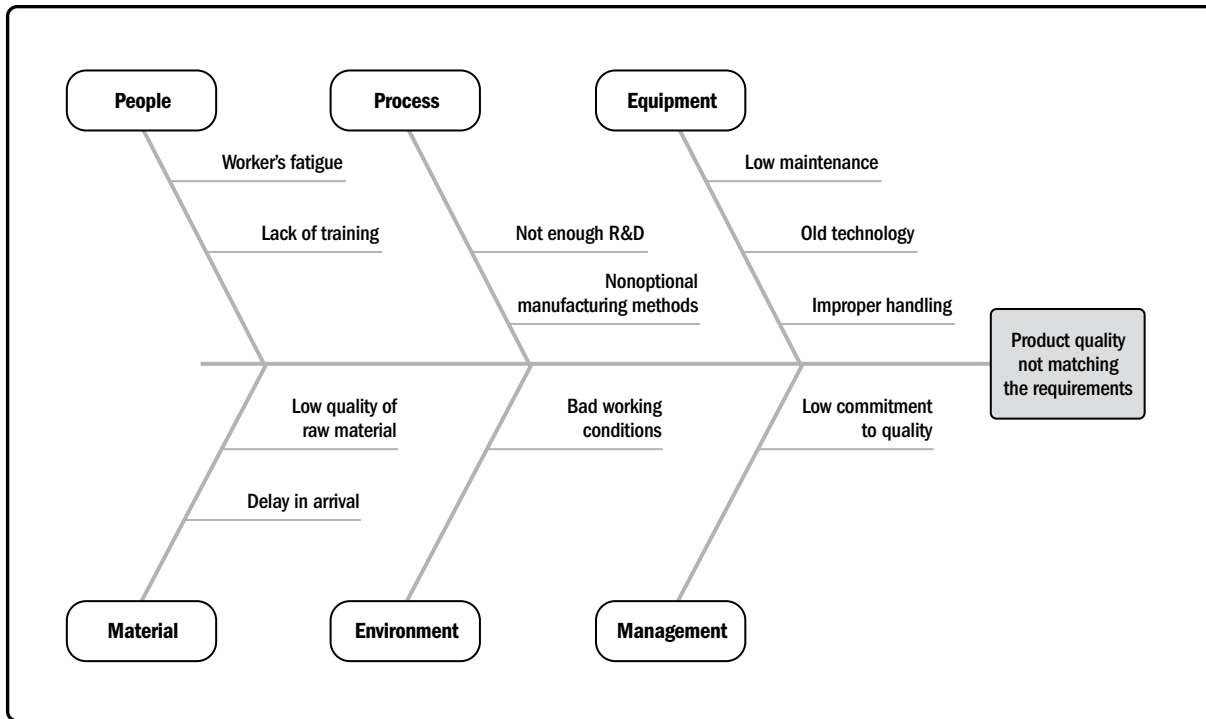 People
Process
Equipment
Worker's fatigue
Low maintenance
Lack of training
Not enough R&D
Old technology
Nonoptional
manufacturing methods
Improper handling
Product quality
not matching
the requirements
Low quality of
raw material
Bad working
conditions
Low commitment
to quality
Delay in arrival
Material
Environment
Management